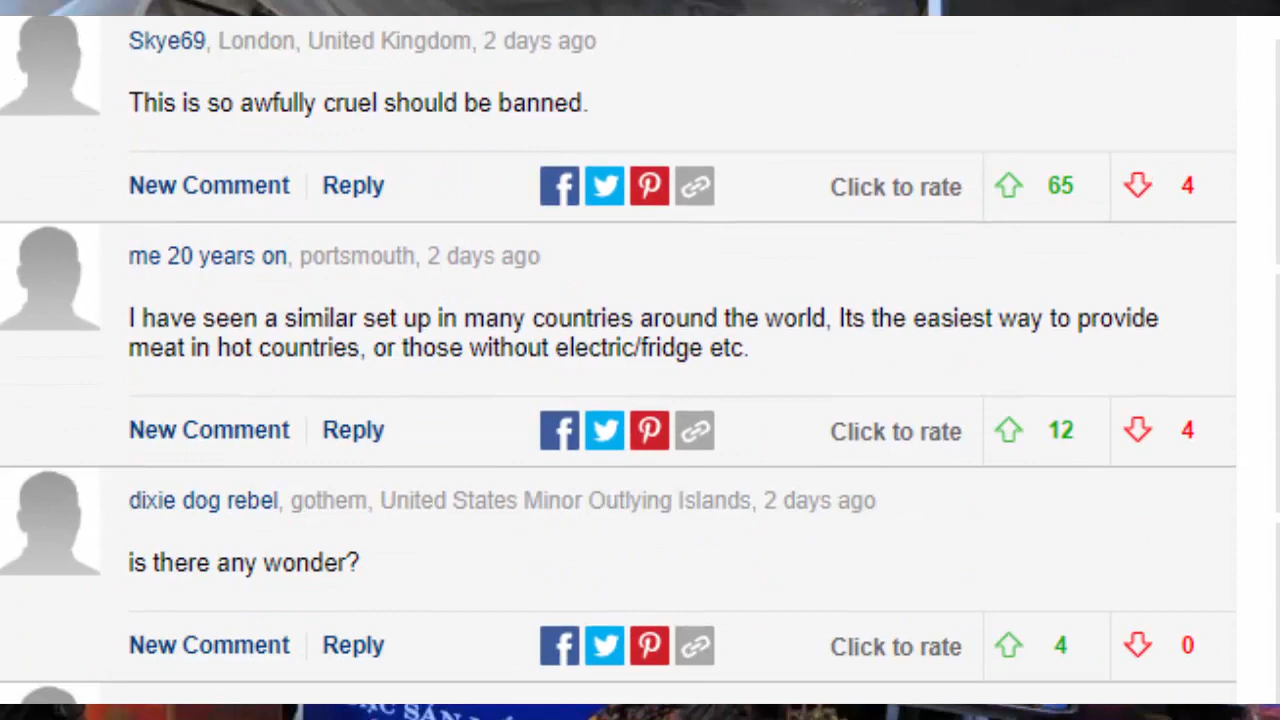 Skye69, London, United Kingdom, 2 days ago
This is so awfully cruel should be banned.
New Comment Reply Click to rate 65 4
me 20 years on, portsmouth, 2 days ago
I have seen a similar set up in many countries around the world, Its the easiest way to provide
meat in hot countries, or those without electric/fridge etc.
New Comment Reply Click to rate 12 4
dixie dog rebel, gothem, United States Minor Outlying Islands, 2 days ago
is there any wonder?
New Comment Reply Click to rate 4 0
SẢN